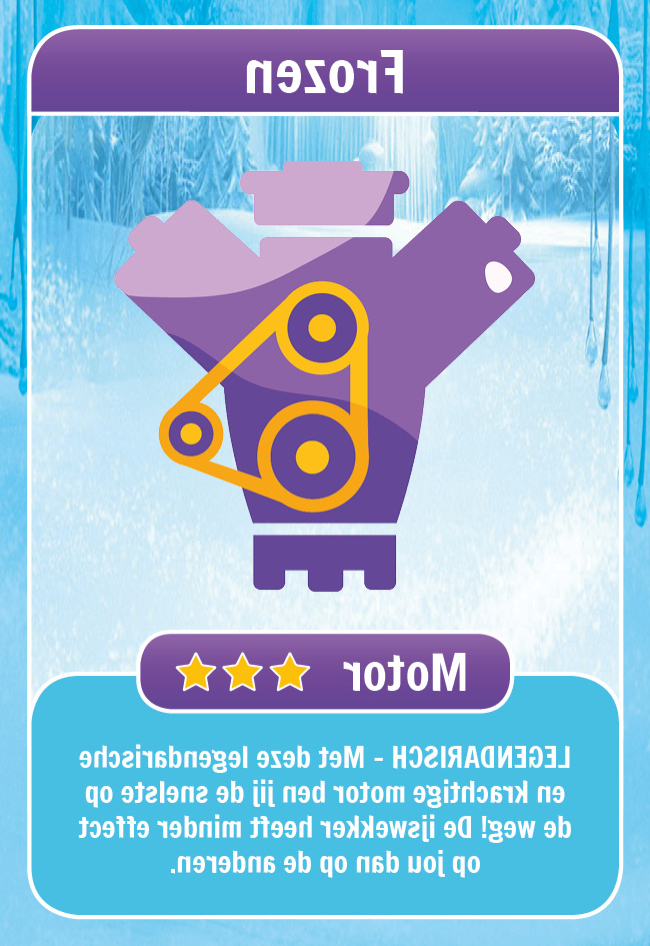 Frozen
Motor
LEGENDARISCH - Met deze legendarische
en krachtige motor ben jij de snelste op
de weg! De ijswekker heeft minder effect
op jou dan op de anderen.